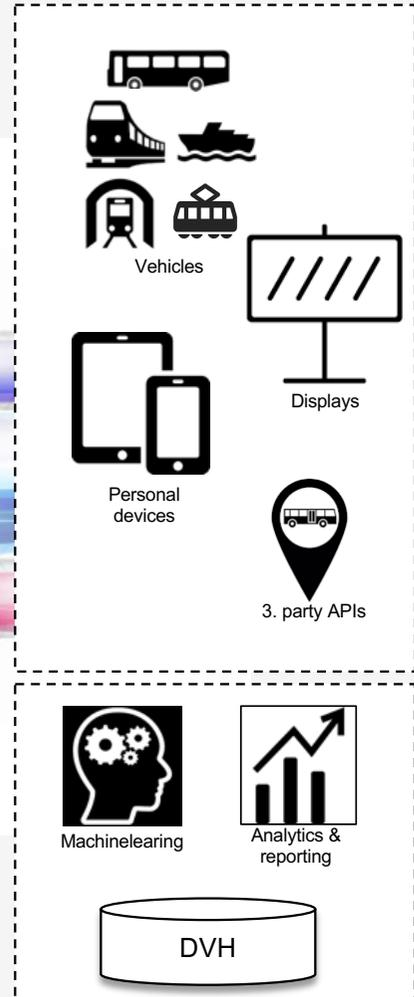 Vehicles
Displays
Personal
devices
3. party APIs
Machinelearing
Analytics &
reporting
DVH